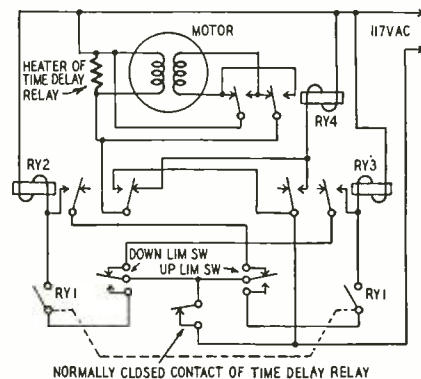 MOTOR
117VAC
HEATER OF
TIME DELAY
RELAY
RY4
RY2
RY3
DOWN LIM SW
UP LIM SW
RY1
RY1
NORMALLY CLOSED CONTACT OF TIME DELAY RELAY